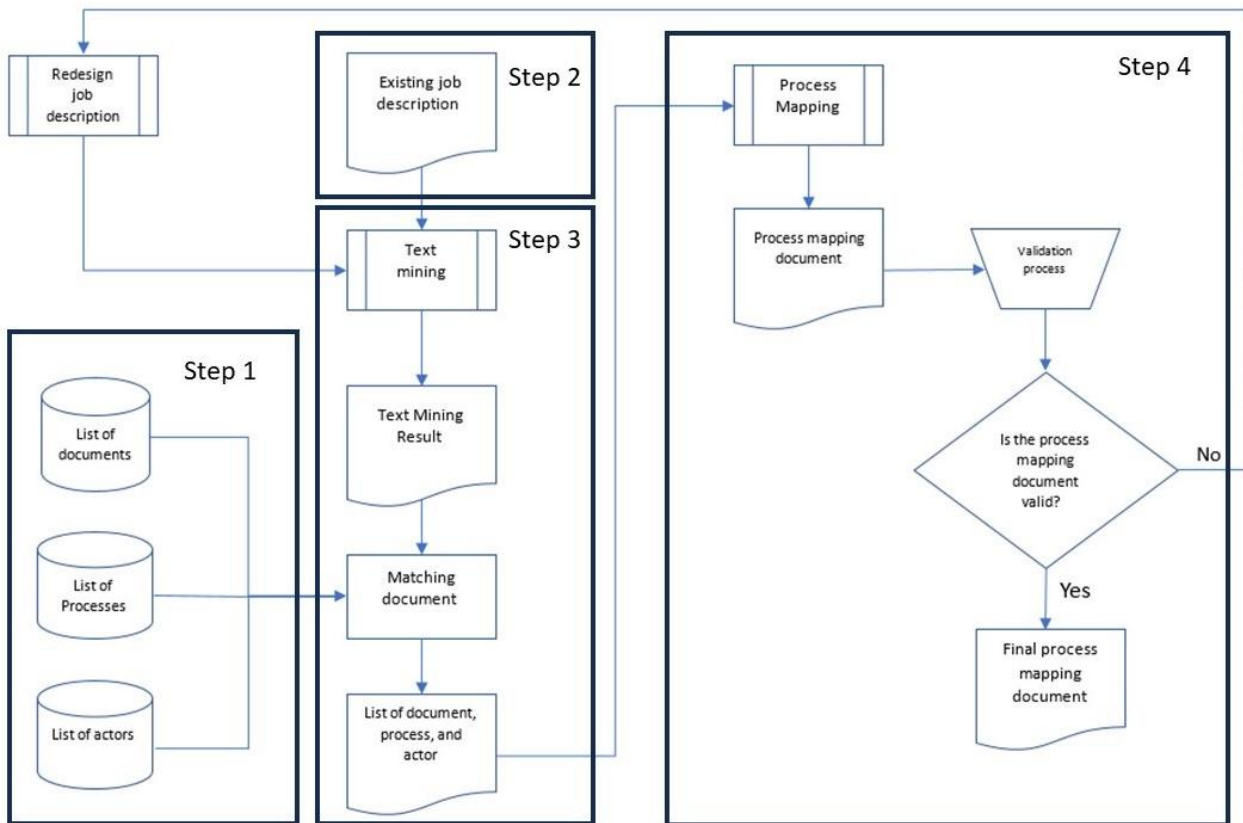 Redesign
job
description
Existing job
description
Step 2
Process
Mapping
Step 4
Text
mining
Step 3
Process mapping
document
Validation
process
Step 1
List of
documents
Text Mining
Result
Is the process
mapping
document
valid?
No
List of
Processes
Matching
document
Yes
Final process
mapping
document
List of actors
List of document,
process, and
actor